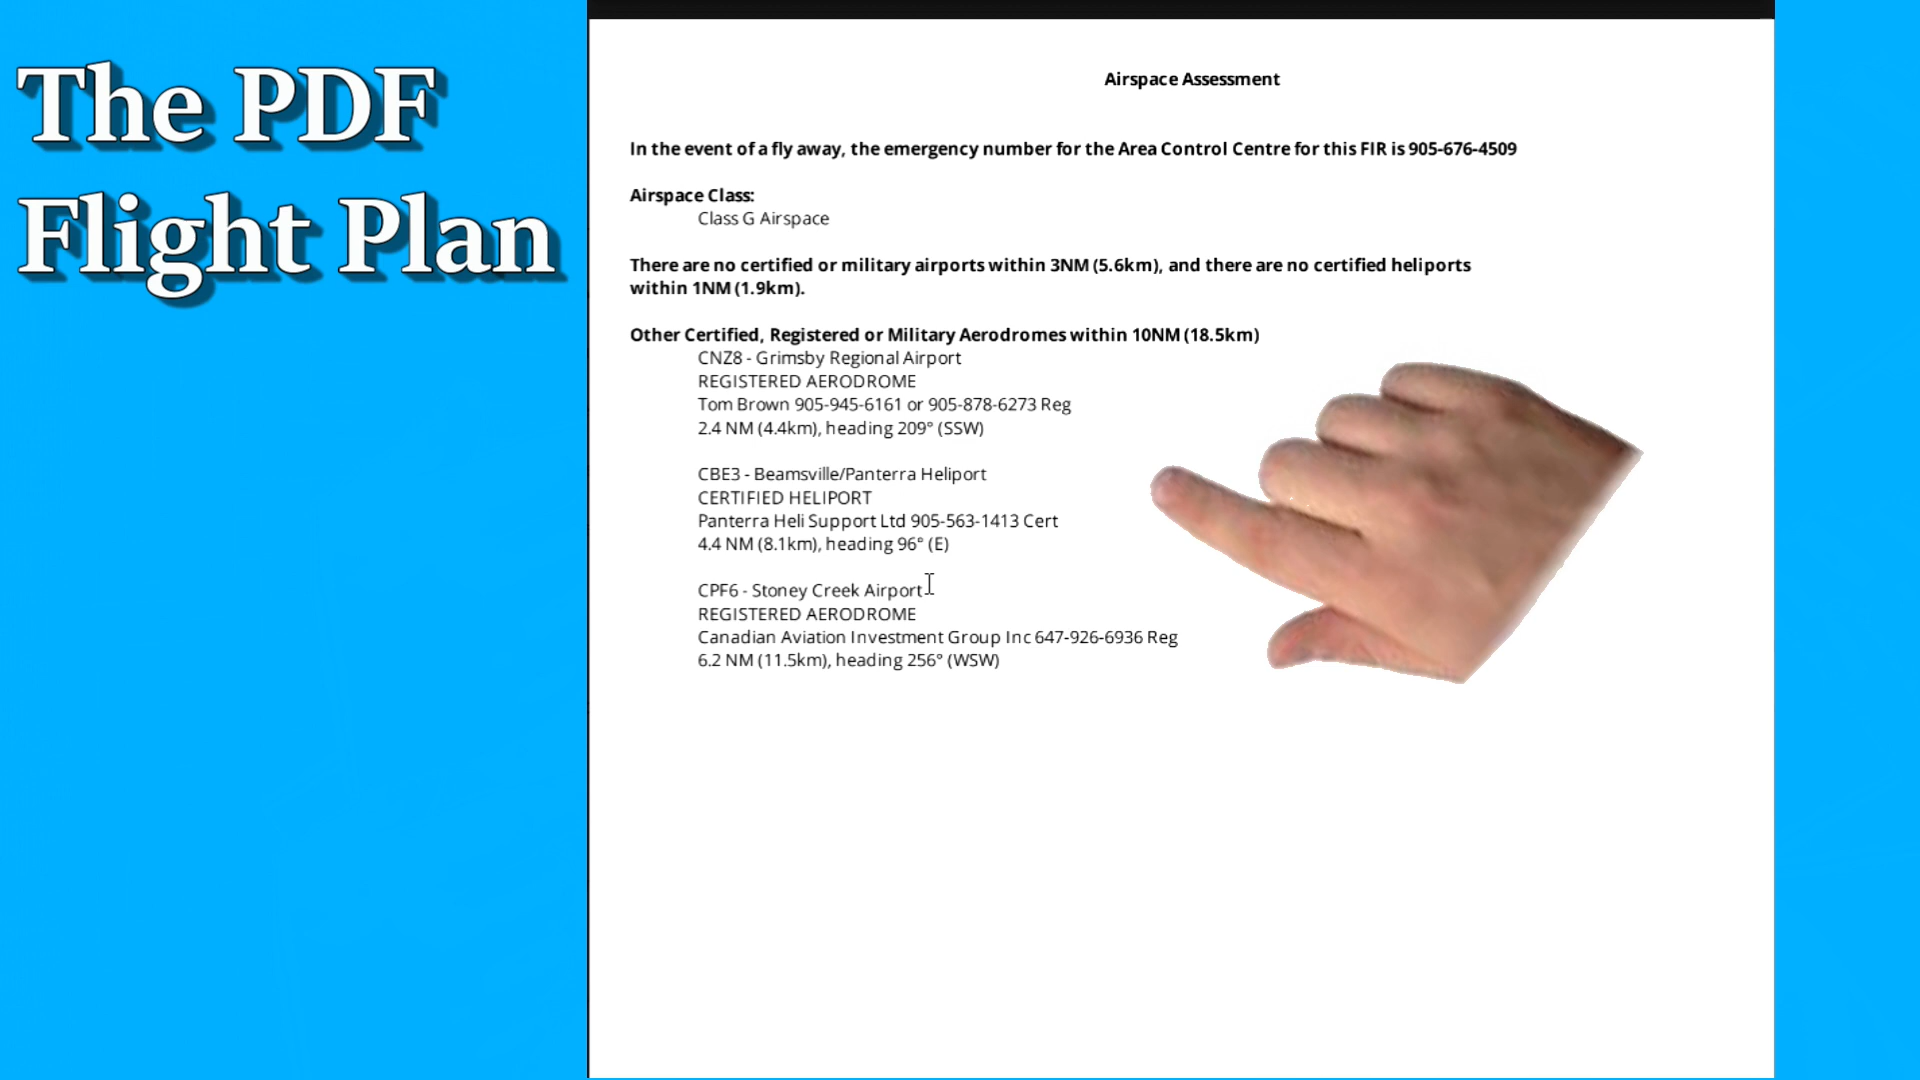 The PDF
Flight Plan
Airspace Assessment
In the event of a fly away, the emergency number for the Area Control Centre for this FIR is 905-676-4509
Airspace Class:
Class G Airspace
There are no certified or military airports within 3NM (5.6km), and there are no certified heliports
within 1NM (1.9km).
Other Certified, Registered or Military Aerodromes within 10NM (18.5km)
CNZ8 - Grimsby Regional Airport
REGISTERED AERODROME
Tom Brown 905-945-6161 or 905-878-6273 Reg
2.4 NM (4.4km), heading 209° (SSW)
CBE3 - Beamsville/Panterra Heliport
CERTIFIED HELIPORT
Panterra Heli Support Ltd 905-563-1413 Cert
4.4 NM (8.1km), heading 96° (E)
CPF6 - Stoney Creek Airport
REGISTERED AERODROME
Canadian Aviation Investment Group Inc 647-926-6936 Reg
6.2 NM (11.5km), heading 256° (WSW)